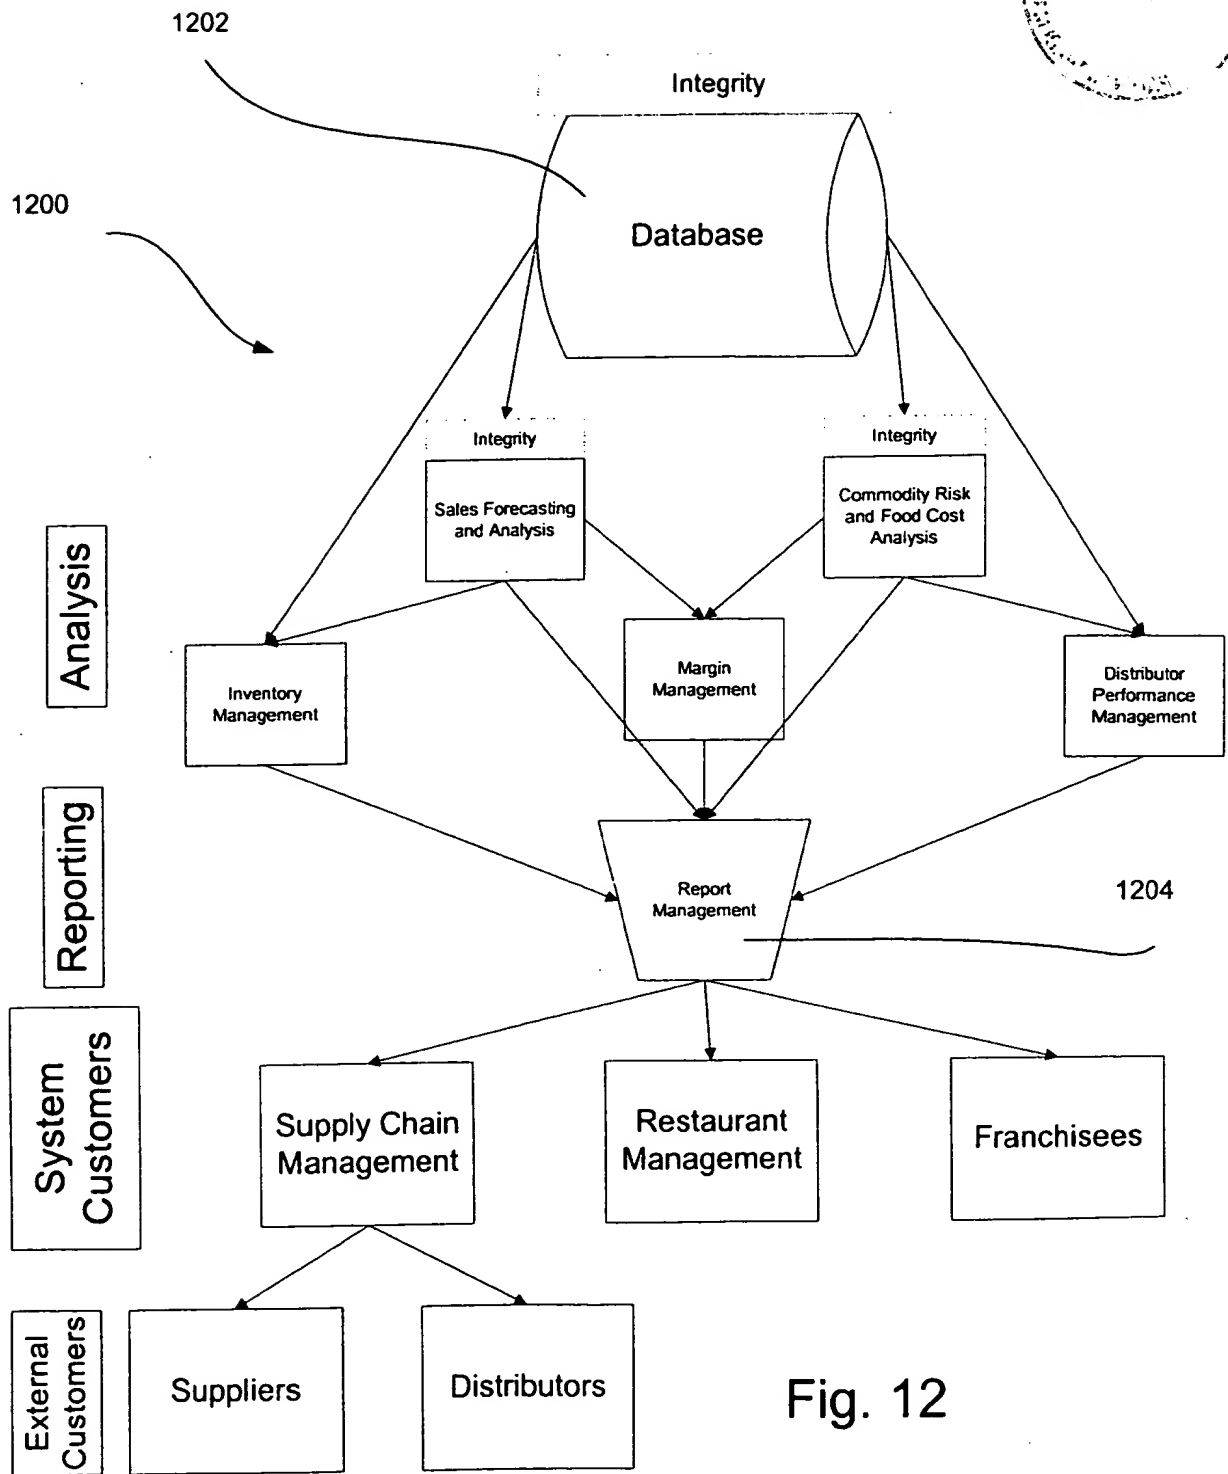 1202
Integrity
1200
Database
Integrity
Integrity
Sales Forecasting
and Analysis
Commodity Risk
and Food Cost
Analysis
Analysis
Inventory
Management
Margin
Management
Distributor
Performance
Management
Reporting
Report
Management
1204
System
Customers
Supply Chain
Management
Restaurant
Management
Franchisees
External
Customers
Suppliers
Distributors
Fig. 12